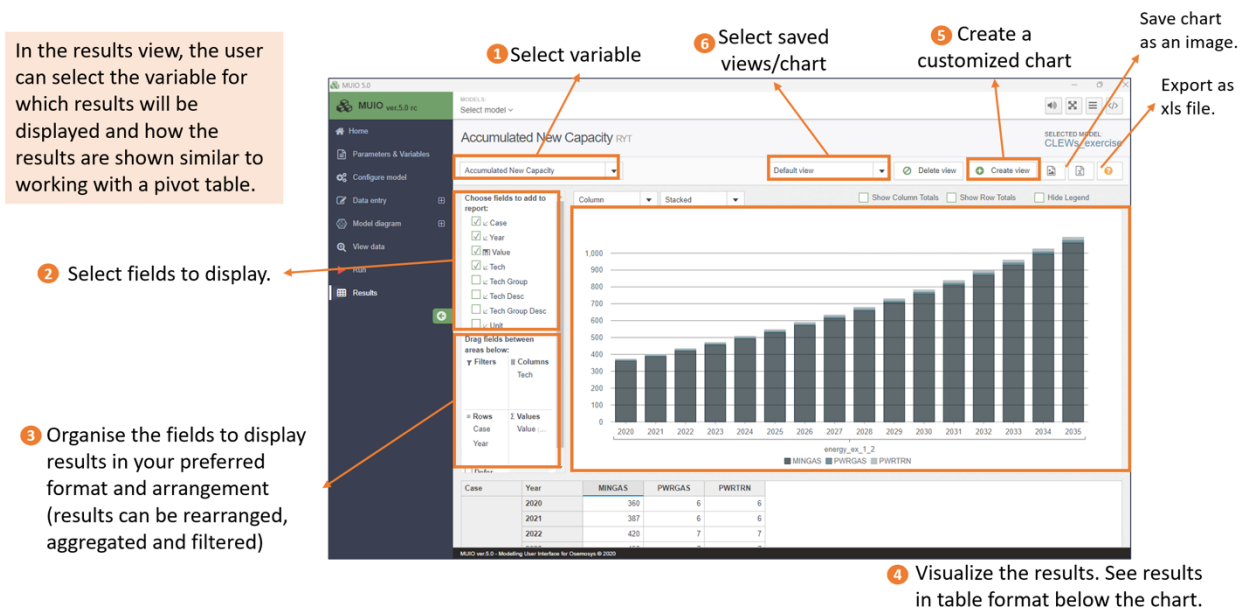 In the results view, the user
can select the variable for
which results will be
displayed and how the
results are shown similar to
working with a pivot table.
1 Select variable
6 Select saved
views/chart
5 Create a
customized chart
Save chart
as an image.
Export as
xls file.
2 Select fields to display.
3 Organise the fields to display
results in your preferred
format and arrangement
(results can be rearranged,
aggregated and filtered)
4 Visualize the results. See results
in table format below the chart.
MUIO 5.0
MUIO ver.5.0 rc
MODELS:
Select model
Home
Parameters & Variables
Configure model
Data entry
Model diagram
View data
Run
Results
Accumulated New Capacity RYT
SELECTED MODEL:
CLEWs_exercise
Accumulated New Capacity
Default view
Delete view
Create view
Choose fields to add to
report:
Case
Year
Value
Tech
Tech Group
Tech Desc
Tech Group Desc
Unit
Drag fields between
areas below:
Filters
Columns
Tech
Rows
Σ Values
Case
Value :...
Year
Column
Stacked
Show Column Totals
Show Row Totals
Hide Legend
1,000
900
800
700
600
500
400
300
200
100
2020 2021 2022 2023 2024 2025 2026 2027 2028 2029 2030 2031 2032 2033 2034 2035
energy_ex_1_2
MINGAS PWRGAS PWRTRN
Case Year MINGAS PWRGAS PWRTRN
2020 360 6 6
2021 387 6 6
2022 420 7 7
MUIO ver.5.0 - Modelling User Interface for Osemosys © 2020